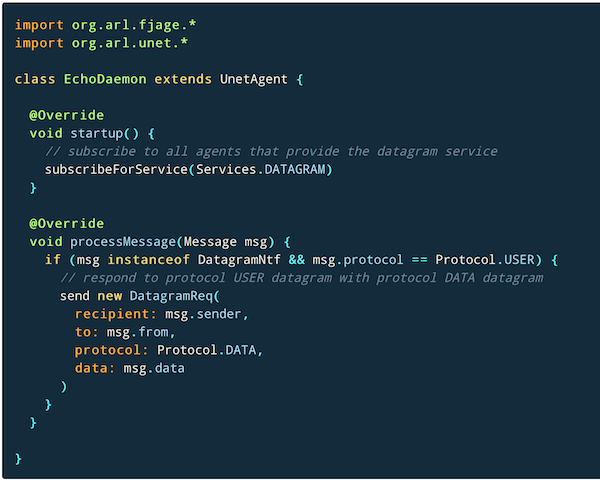 import org.arl.fjage.*
import org.arl.unet.*

class EchoDaemon extends UnetAgent {

  @Override
  void startup() {
    // subscribe to all agents that provide the datagram service
    subscribeForService(Services.DATAGRAM)
  }

  @Override
  void processMessage(Message msg) {
    if (msg instanceof DatagramNtf && msg.protocol == Protocol.USER) {
      // respond to protocol USER datagram with protocol DATA datagram
      send new DatagramReq(
        recipient: msg.sender,
        to: msg.from,
        protocol: Protocol.DATA,
        data: msg.data
      )
    }
  }

}